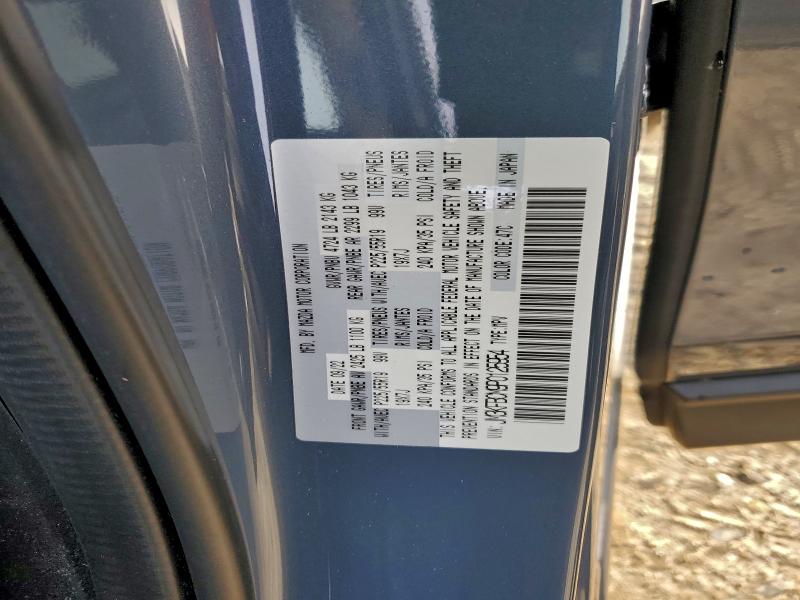 MFD. BY MAZDA MOTOR CORPORATION
DATE 09/22 GVWR/PNBV 4724 LB 2143 KG
FRONT GAWR/PNBE AV 2425 LB 1100 KG REAR GAWR/PNBE AR 2299 LB 1043 KG
WITH/AVEC P225/55R19 99V TIRES/PNEUS WITH/AVEC P225/55R19 99V TIRES/PNEUS
19X7J RIMS/JANTES 19X7J RIMS/JANTES
240 KPA/35 PSI COLD/A FROID 240 KPA/35 PSI COLD/A FROID
THIS VEHICLE CONFORMS TO ALL APPLICABLE FEDERAL MOTOR VEHICLE SAFETY AND THEFT
PREVENTION STANDARDS IN EFFECT ON THE DATE OF MANUFACTURE SHOWN ABOVE.
VIN: TYPE:MPV COLOR CODE:47C MADE IN JAPAN